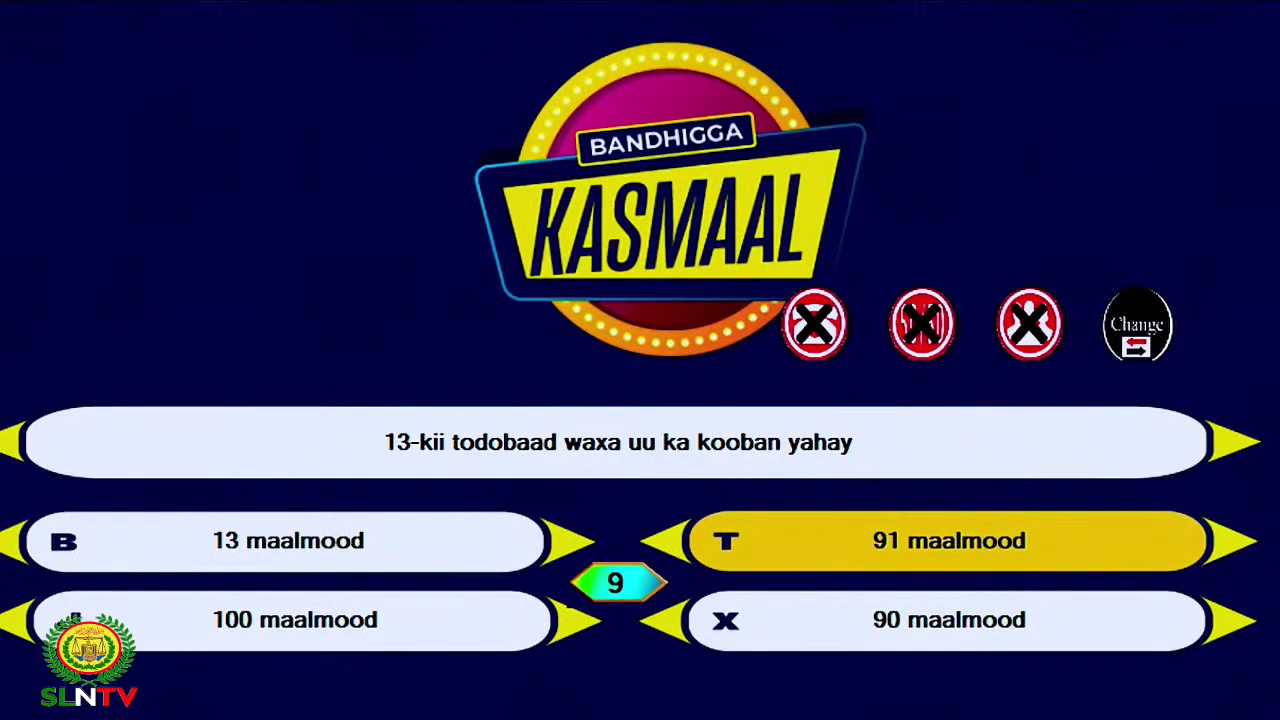 BANDHIGGA
KASMAAL
Change
13-kii todobaad waxa uu ka kooban yahay
B 13 maalmood
T 91 maalmood
9
100 maalmood
X 90 maalmood
SLNTV